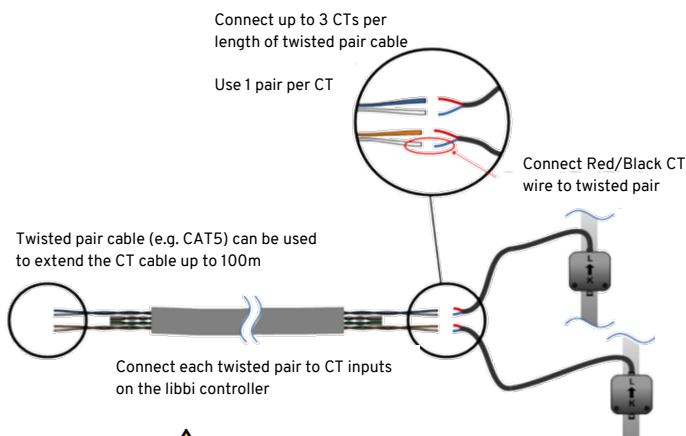 Connect up to 3 CTs per
length of twisted pair cable
Use 1 pair per CT
Connect Red/Black CT
wire to twisted pair
Twisted pair cable (e.g. CAT5) can be used
to extend the CT cable up to 100m
Connect each twisted pair to CT inputs
on the libbi controller
L
K
L
K